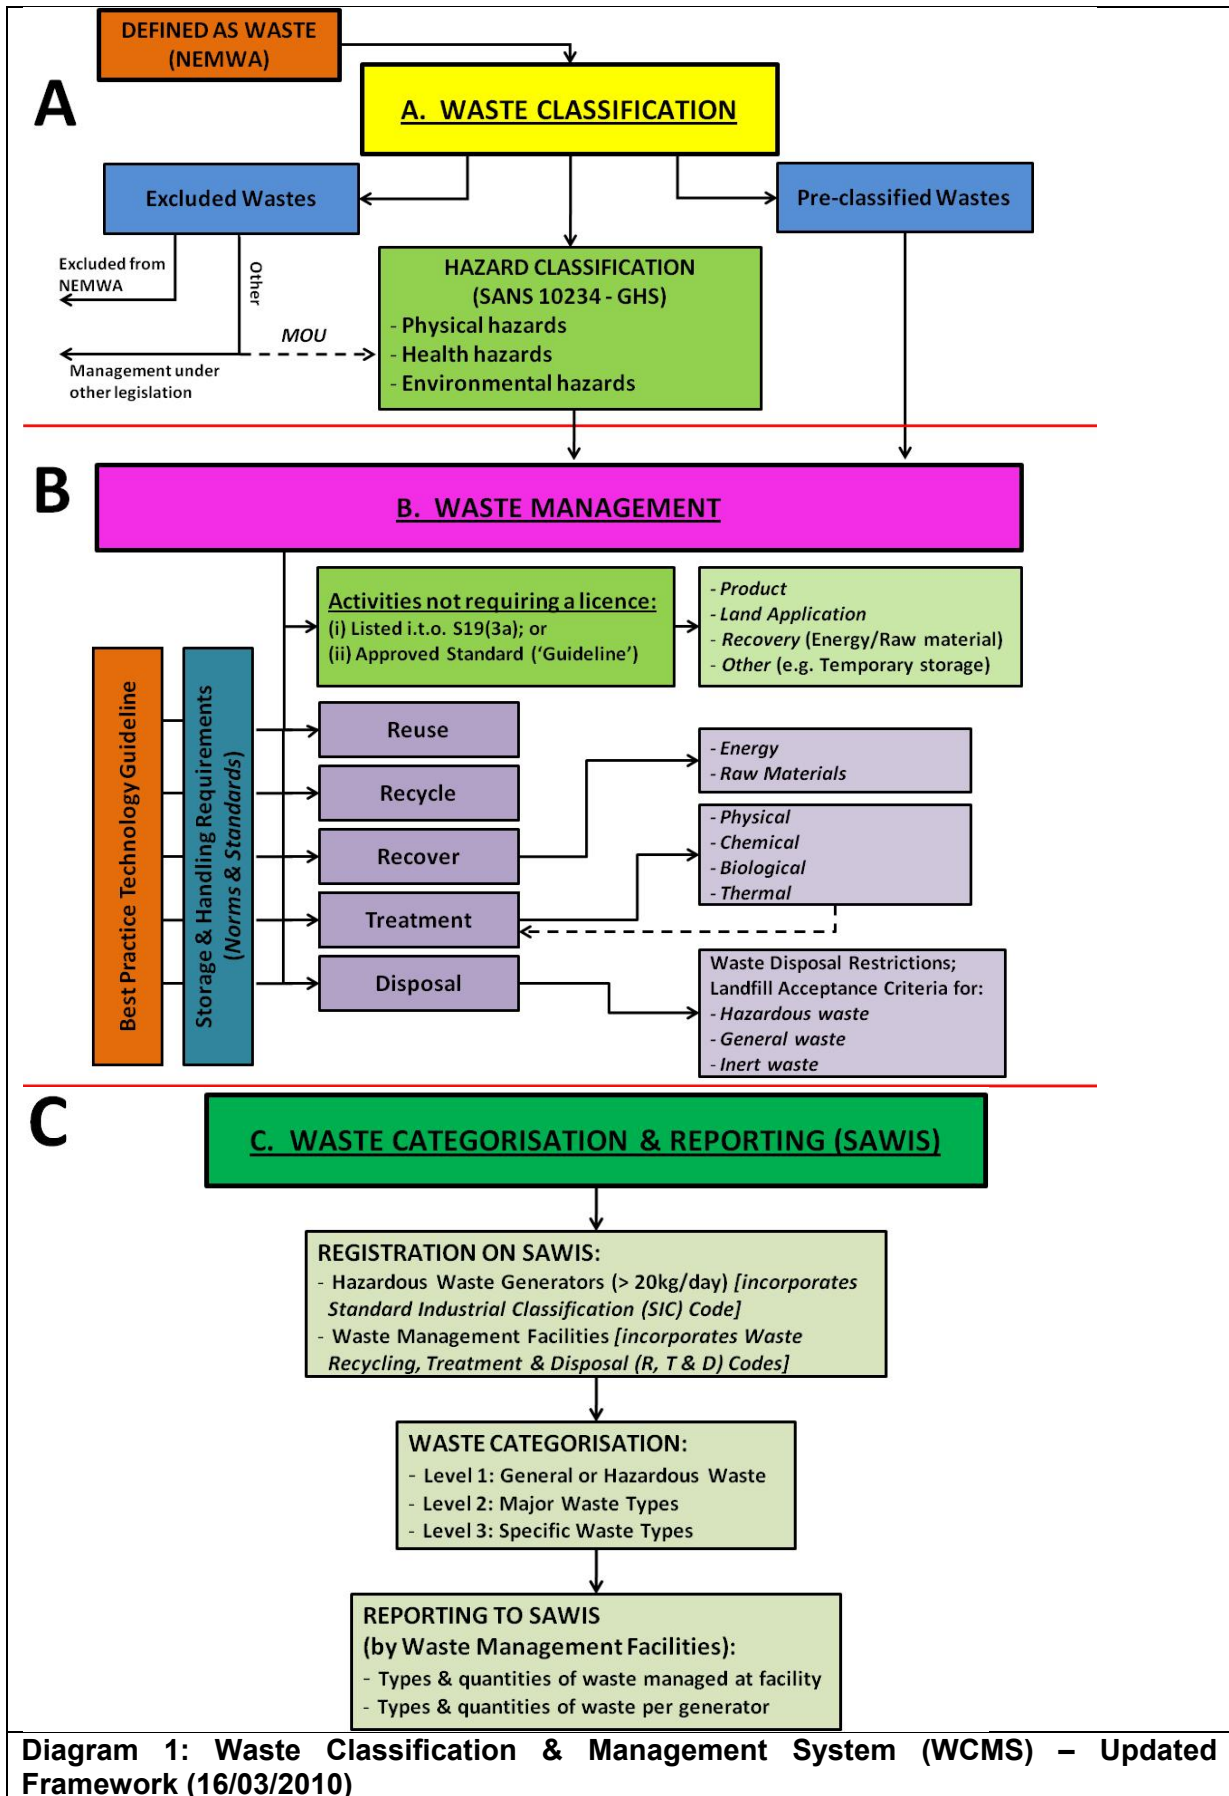 DEFINED AS WASTE
(NEMWA)
A
A. WASTE CLASSIFICATION
Excluded Wastes
Pre-classified Wastes
Excluded from
NEMWA
Other
MOU
Management under
other legislation
HAZARD CLASSIFICATION
(SANS 10234 - GHS)
- Physical hazards
- Health hazards
- Environmental hazards
B
B. WASTE MANAGEMENT
Activities not requiring a licence:
(i) Listed i.t.o. S19(3a); or
(ii) Approved Standard (‘Guideline’)
- Product
- Land Application
- Recovery (Energy/Raw material)
- Other (e.g. Temporary storage)
Best Practice Technology Guideline
Storage & Handling Requirements
(Norms & Standards)
Reuse
Recycle
Recover
Treatment
Disposal
- Energy
- Raw Materials
- Physical
- Chemical
- Biological
- Thermal
Waste Disposal Restrictions;
Landfill Acceptance Criteria for:
- Hazardous waste
- General waste
- Inert waste
C
C. WASTE CATEGORISATION & REPORTING (SAWIS)
REGISTRATION ON SAWIS:
- Hazardous Waste Generators (> 20kg/day) [incorporates
Standard Industrial Classification (SIC) Code]
- Waste Management Facilities [incorporates Waste
Recycling, Treatment & Disposal (R, T & D) Codes]
WASTE CATEGORISATION:
- Level 1: General or Hazardous Waste
- Level 2: Major Waste Types
- Level 3: Specific Waste Types
REPORTING TO SAWIS
(by Waste Management Facilities):
- Types & quantities of waste managed at facility
- Types & quantities of waste per generator
Diagram 1: Waste Classification & Management System (WCMS) – Updated
Framework (16/03/2010)